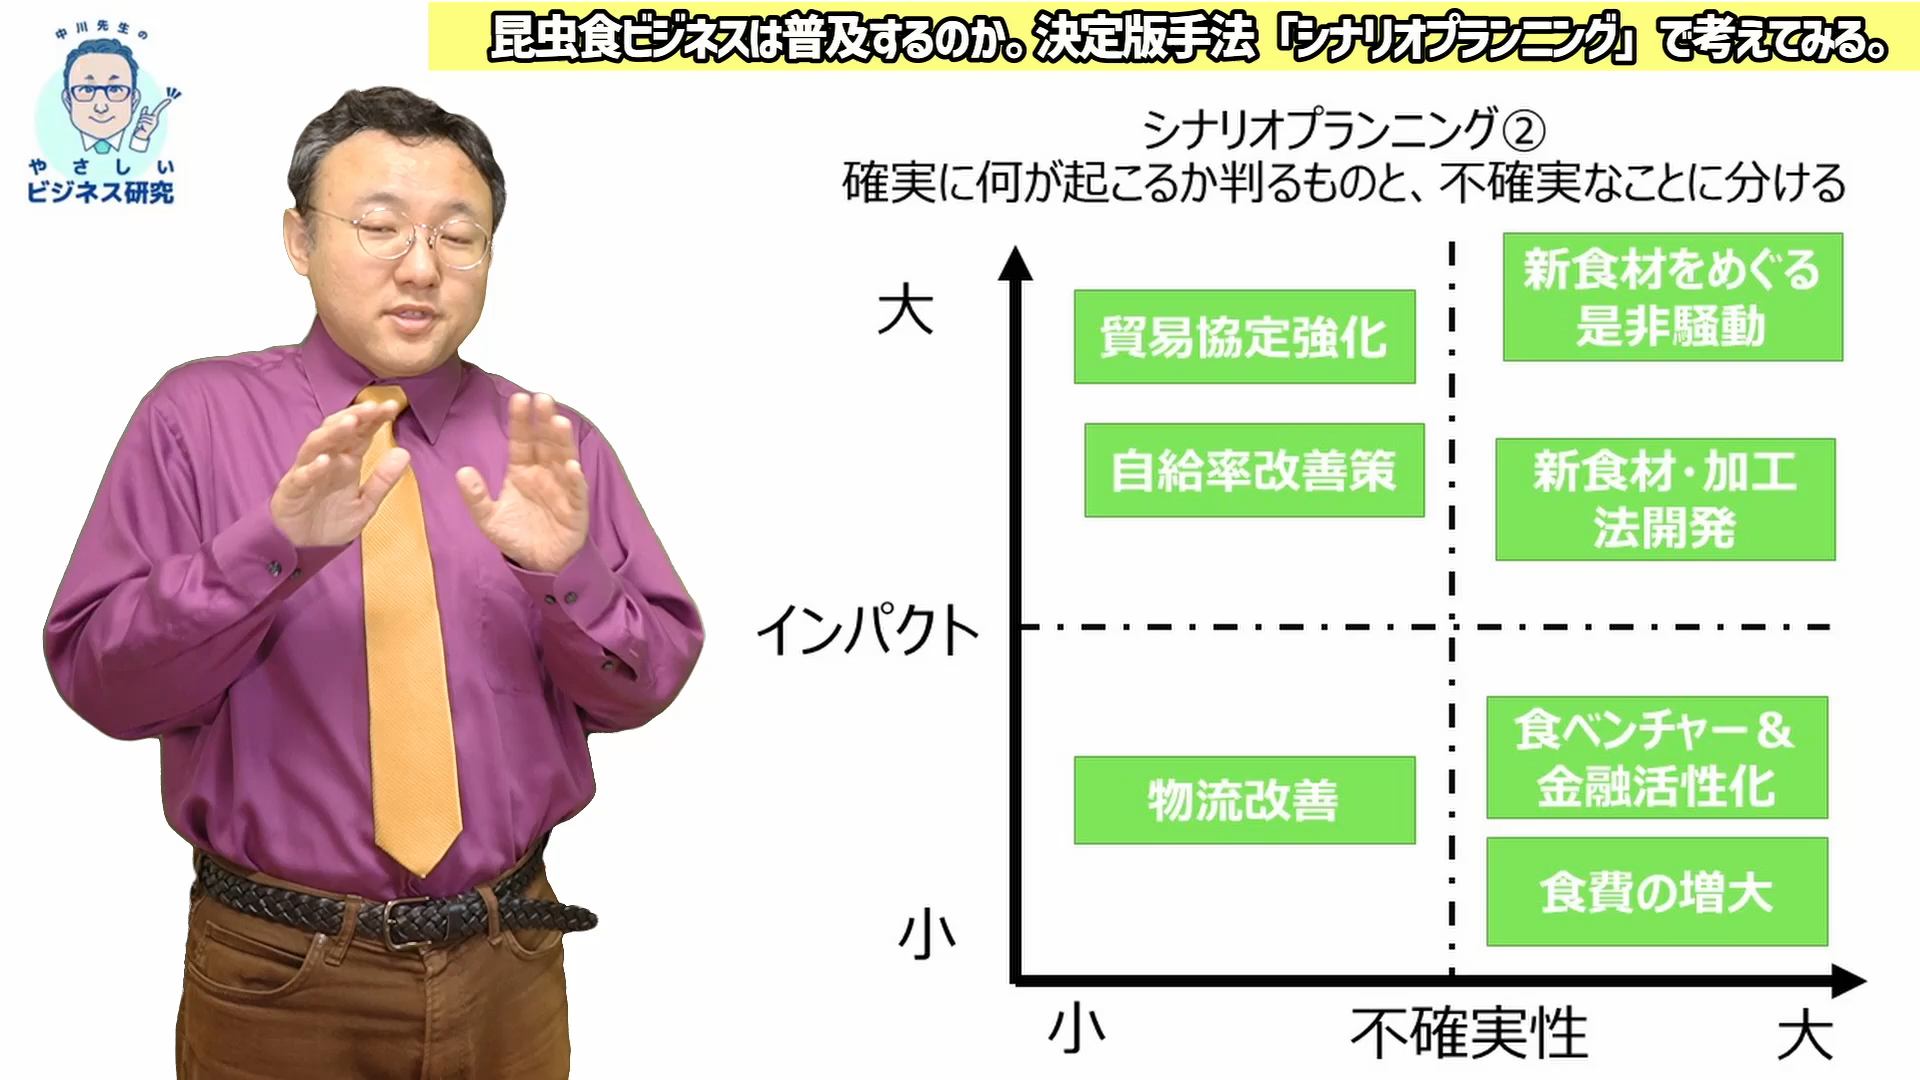 昆虫食ビジネスは普及するのか。決定版手法「シナリオプランニング」で考えてみる。
中川先生の
やさしい
ビジネス研究
シナリオプランニング②
確実に何が起こるか判るものと、不確実なことに分ける
大
貿易協定強化
新食材をめぐる
是非騒動
自給率改善策
新食材・加工
法開発
インパクト
物流改善
食ベンチャー＆
金融活性化
食費の増大
小
小
不確実性
大